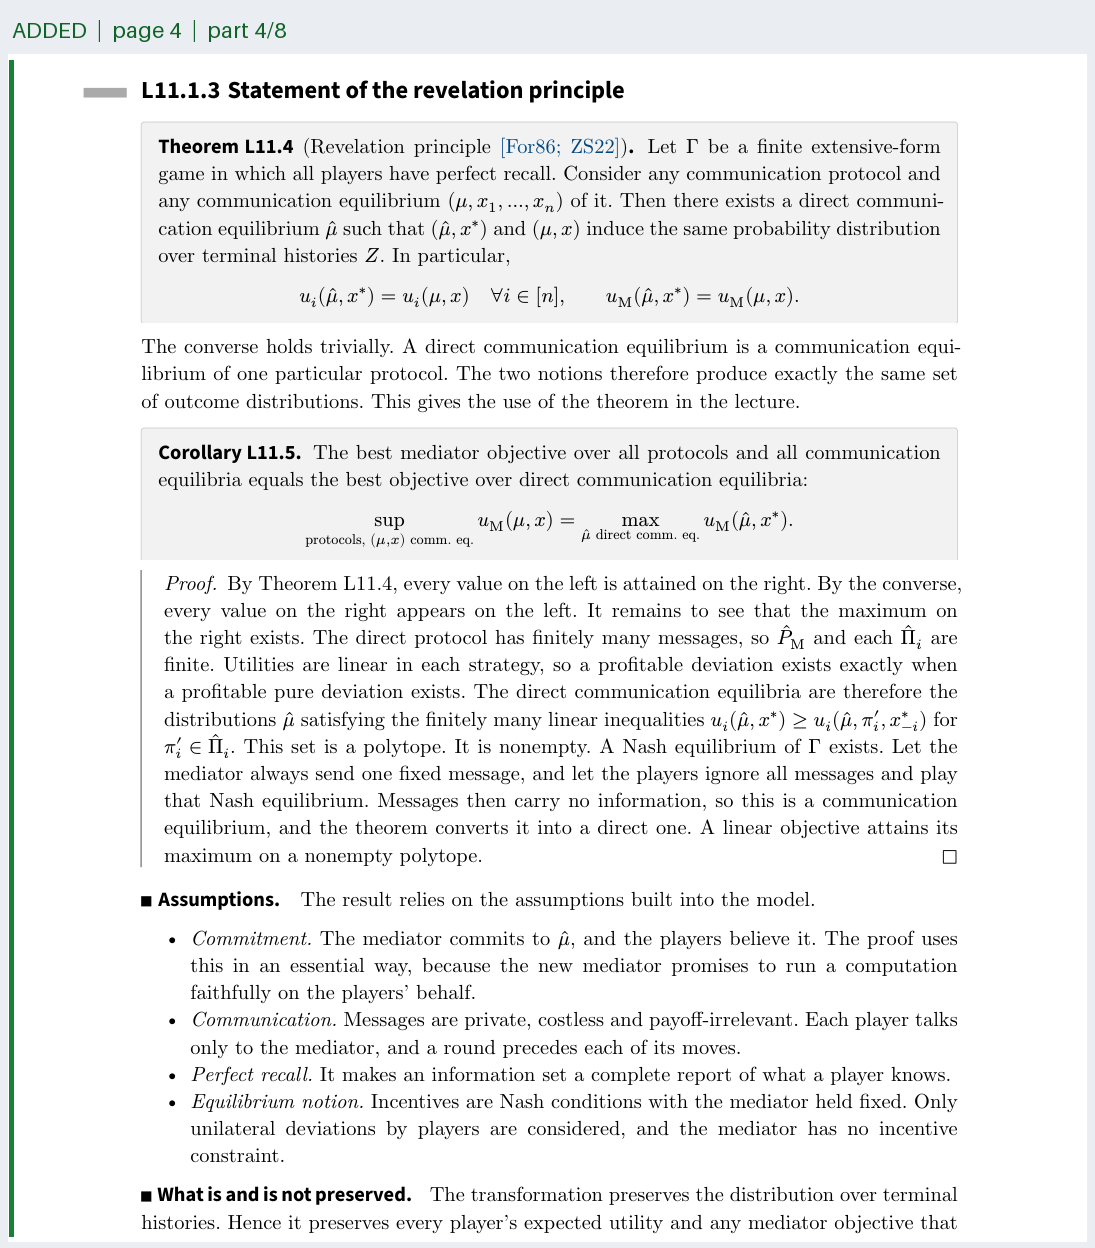 ADDED | page 4 | part 4/8
L11.1.3 Statement of the revelation principle
Theorem L11.4 (Revelation principle [For86; ZS22]). Let Γ be a finite extensive-form
game in which all players have perfect recall. Consider any communication protocol and
any communication equilibrium (μ, x₁, ..., xₙ) of it. Then there exists a direct communi-
cation equilibrium μ̂ such that (μ̂, x*) and (μ, x) induce the same probability distribution
over terminal histories Z. In particular,
uᵢ(μ̂, x*) = uᵢ(μ, x) ∀i ∈ [n], u_M(μ̂, x*) = u_M(μ, x).
The converse holds trivially. A direct communication equilibrium is a communication equi-
librium of one particular protocol. The two notions therefore produce exactly the same set
of outcome distributions. This gives the use of the theorem in the lecture.
Corollary L11.5. The best mediator objective over all protocols and all communication
equilibria equals the best objective over direct communication equilibria:
sup u_M(μ, x) = max u_M(μ̂, x*).
protocols, (μ,x) comm. eq. μ̂ direct comm. eq.
Proof. By Theorem L11.4, every value on the left is attained on the right. By the converse,
every value on the right appears on the left. It remains to see that the maximum on
the right exists. The direct protocol has finitely many messages, so P̂_M and each Π̂ᵢ are
finite. Utilities are linear in each strategy, so a profitable deviation exists exactly when
a profitable pure deviation exists. The direct communication equilibria are therefore the
distributions μ̂ satisfying the finitely many linear inequalities uᵢ(μ̂, x*) ≥ uᵢ(μ̂, π′ᵢ, x*₋ᵢ) for
π′ᵢ ∈ Π̂ᵢ. This set is a polytope. It is nonempty. A Nash equilibrium of Γ exists. Let the
mediator always send one fixed message, and let the players ignore all messages and play
that Nash equilibrium. Messages then carry no information, so this is a communication
equilibrium, and the theorem converts it into a direct one. A linear objective attains its
maximum on a nonempty polytope. □
■ Assumptions. The result relies on the assumptions built into the model.
• Commitment. The mediator commits to μ̂, and the players believe it. The proof uses
this in an essential way, because the new mediator promises to run a computation
faithfully on the players' behalf.
• Communication. Messages are private, costless and payoff-irrelevant. Each player talks
only to the mediator, and a round precedes each of its moves.
• Perfect recall. It makes an information set a complete report of what a player knows.
• Equilibrium notion. Incentives are Nash conditions with the mediator held fixed. Only
unilateral deviations by players are considered, and the mediator has no incentive
constraint.
■ What is and is not preserved. The transformation preserves the distribution over terminal
histories. Hence it preserves every player's expected utility and any mediator objective that